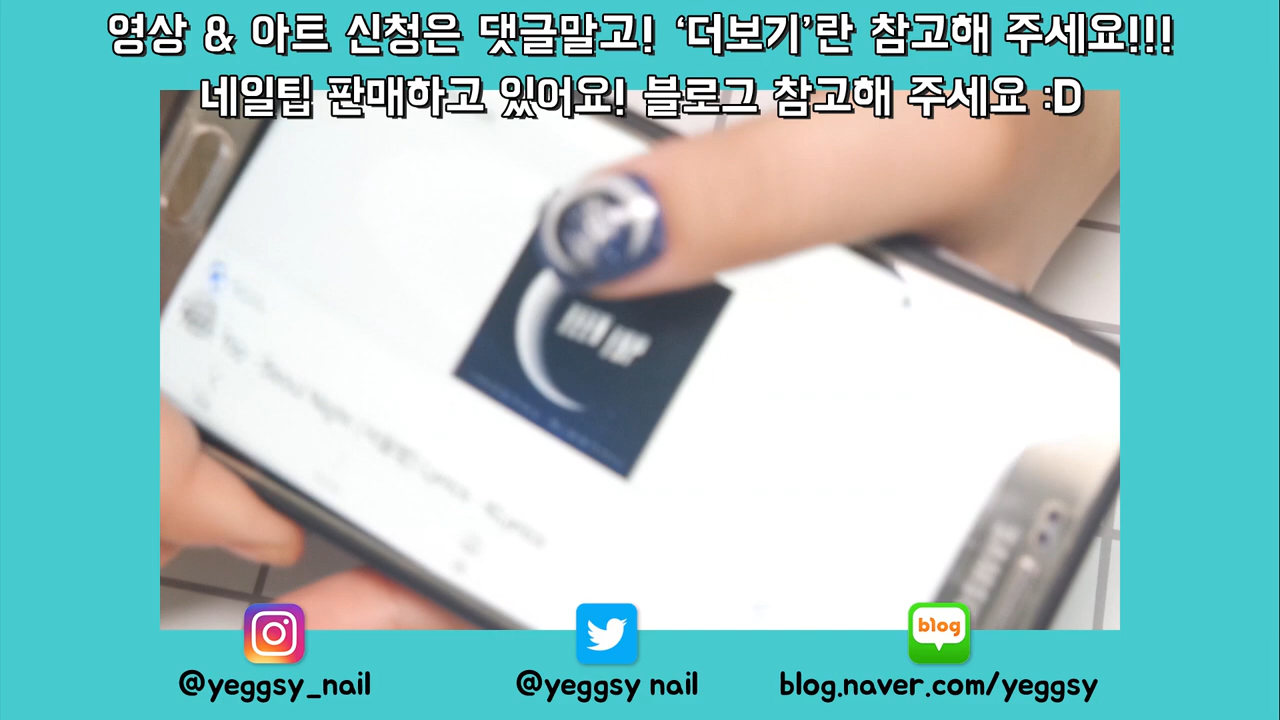 영상 & 아트 신청은 댓글말고! ‘더보기’란 참고해 주세요!!!
네일팁 판매하고 있어요! 블로그 참고해 주세요 :D
blog
@yeggsy_nail
@yeggsy nail
blog.naver.com/yeggsy